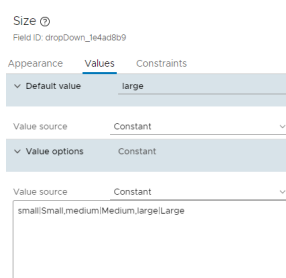 Size
Field ID: dropDown_1e4ad8b9
Appearance Values Constraints
Default value large
Value source Constant
Value options Constant
Value source Constant
small|Small,medium|Medium,large|Large